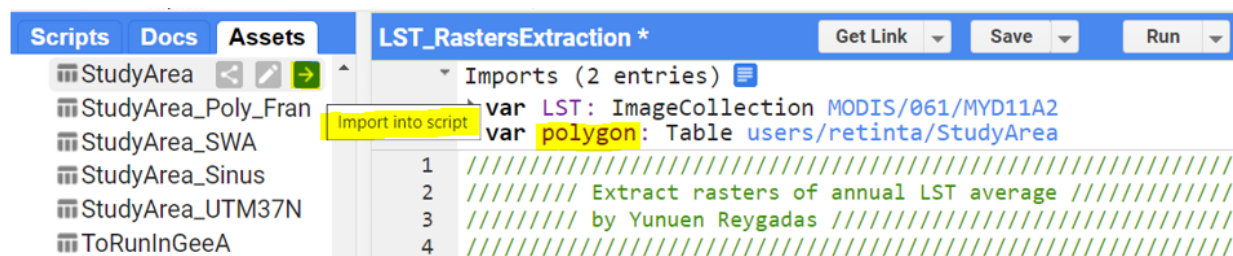 Scripts Docs Assets
StudyArea
StudyArea_Poly_Fran
StudyArea_SWA
StudyArea_Sinus
StudyArea_UTM37N
ToRunInGeeA
Import into script
LST_RastersExtraction * Get Link Save Run
Imports (2 entries)
var LST: ImageCollection MODIS/061/MYD11A2
var polygon: Table users/retinta/StudyArea
1 /////////////////////////////////////////////////////////////
2 ///////// Extract rasters of annual LST average /////////////
3 ///////// by Yunuen Reygadas ////////////////////////////////
4 /////////////////////////////////////////////////////////////